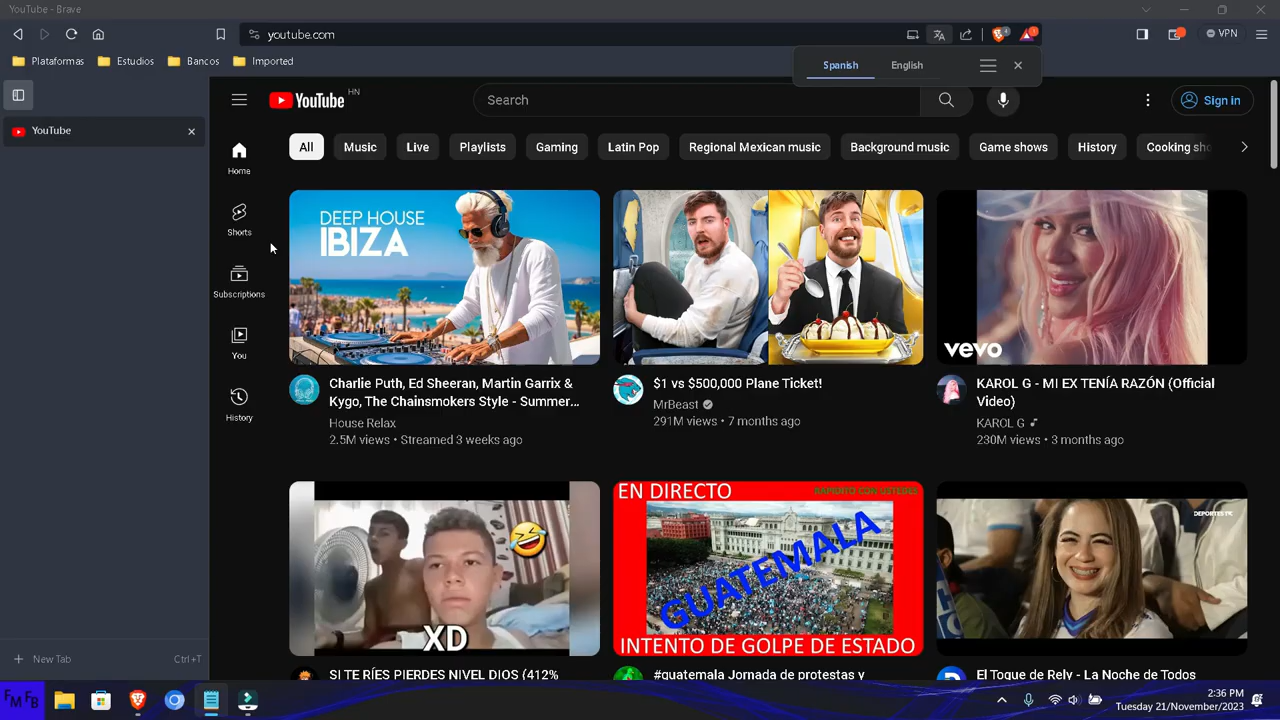 YouTube - Brave
youtube.com
VPN
Plataformas
Estudios
Bancos
Imported
Spanish
English
YouTube
YouTube
HN
Search
Sign in
All
Music
Live
Playlists
Gaming
Latin Pop
Regional Mexican music
Background music
Game shows
History
Cooking sho
Home
Shorts
Subscriptions
You
History
DEEP HOUSE
IBIZA
Charlie Puth, Ed Sheeran, Martin Garrix &
Kygo, The Chainsmokers Style - Summer...
House Relax
2.5M views • Streamed 3 weeks ago
$1 vs $500,000 Plane Ticket!
MrBeast
291M views • 7 months ago
vevo
KAROL G - MI EX TENÍA RAZÓN (Official
Video)
KAROL G
230M views • 3 months ago
XD
SI TE RÍES PIERDES NIVEL DIOS (412%
EN DIRECTO
GUATEMALA
INTENTO DE GOLPE DE ESTADO
#guatemala Jornada de protestas y
El Toque de Rely - La Noche de Todos
New Tab
Ctrl+T
FM FB
2:36 PM
Tuesday 21/November/2023